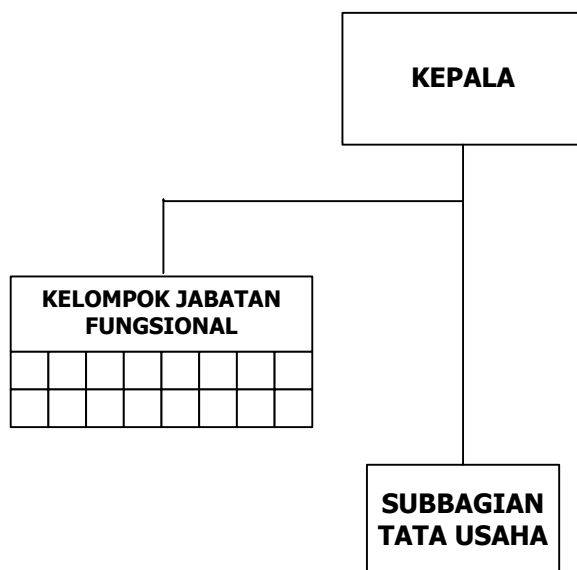 KEPALA
KELOMPOK JABATAN
FUNGSIONAL
SUBBAGIAN
TATA USAHA